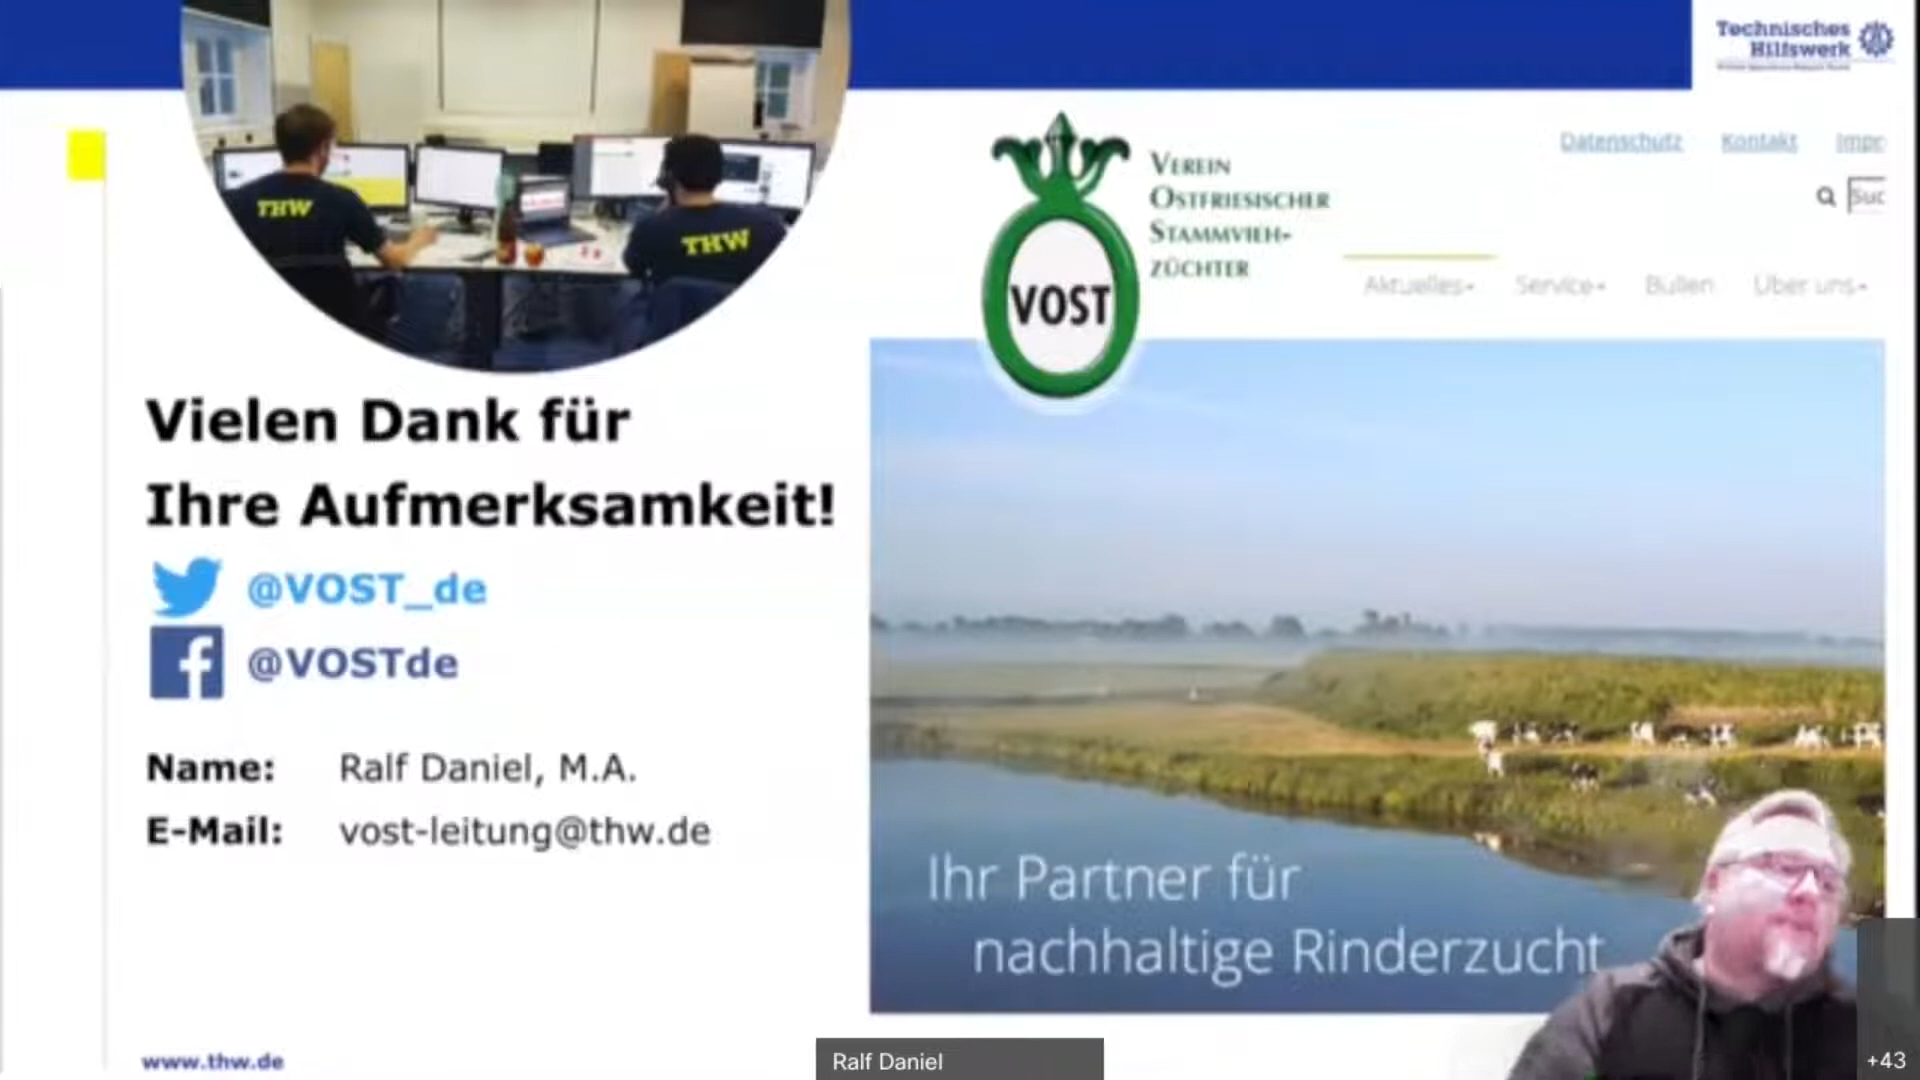 Technisches
Hilfswerk
THW
THW
Datenschutz Kontakt Impr
Suc
VEREIN
OSTFRIESISCHER
STAMMVIEH-
ZÜCHTER
VOST
Aktuelles Service Bullen Über uns
Vielen Dank für
Ihre Aufmerksamkeit!
@VOST_de
@VOSTde
Name: Ralf Daniel, M.A.
E-Mail: vost-leitung@thw.de
Ihr Partner für
nachhaltige Rinderzucht
www.thw.de
Ralf Daniel
+43